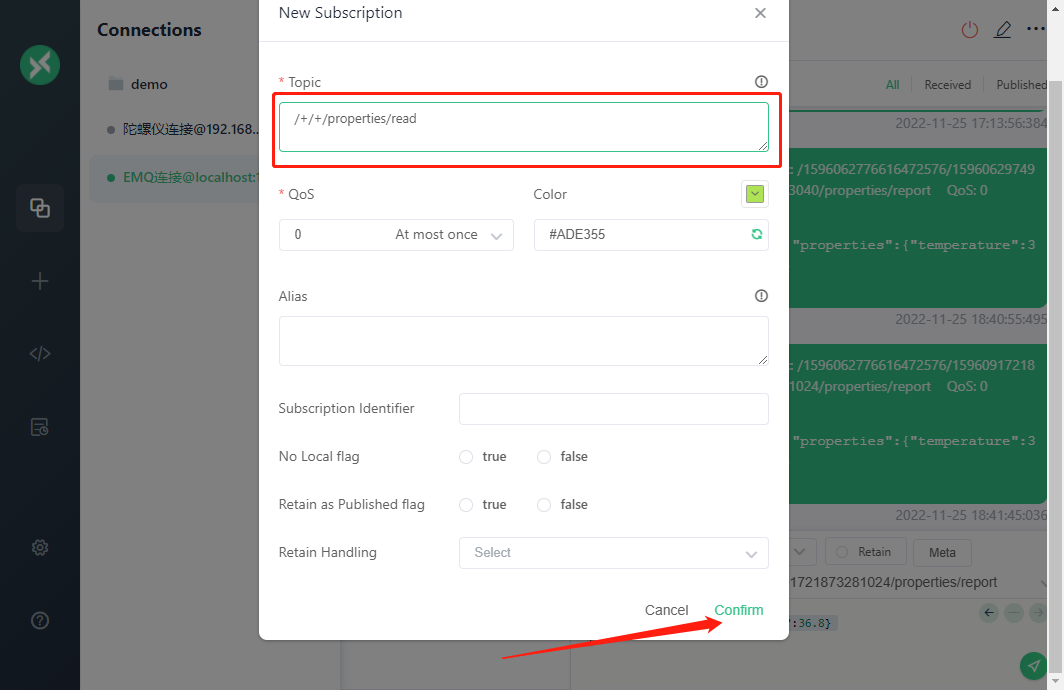 New Subscription
Connections
demo
陀螺仪连接@192.168...
EMQ连接@localhost:1
* Topic
/+/+/properties/read
* QoS
Color
0 At most once
#ADE355
Alias
Subscription Identifier
No Local flag
true false
Retain as Published flag
true false
Retain Handling
Select
Cancel Confirm
All Received Published
2022-11-25 17:13:56:384
: /1596062776616472576/15960629749
3040/properties/report QoS: 0
"properties":{"temperature":3
2022-11-25 18:40:55:495
: /1596062776616472576/15960917218
1024/properties/report QoS: 0
"properties":{"temperature":3
2022-11-25 18:41:45:036
Retain Meta
1721873281024/properties/report
":36.8}